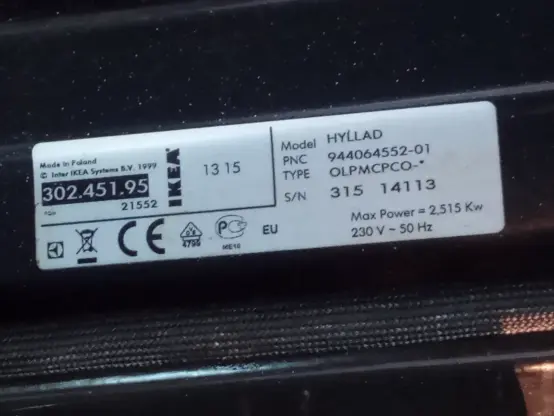 Made in Poland
© Inter IKEA Systems B.V. 1999
302.451.95
21552
IKEA
13 15
Model HYLLAD
PNC 944064552-01
TYPE OLPMCPCO-*
S/N 315 14113
Max Power = 2,515 Kw
230 V ~ 50 Hz
CE
EU
ME10